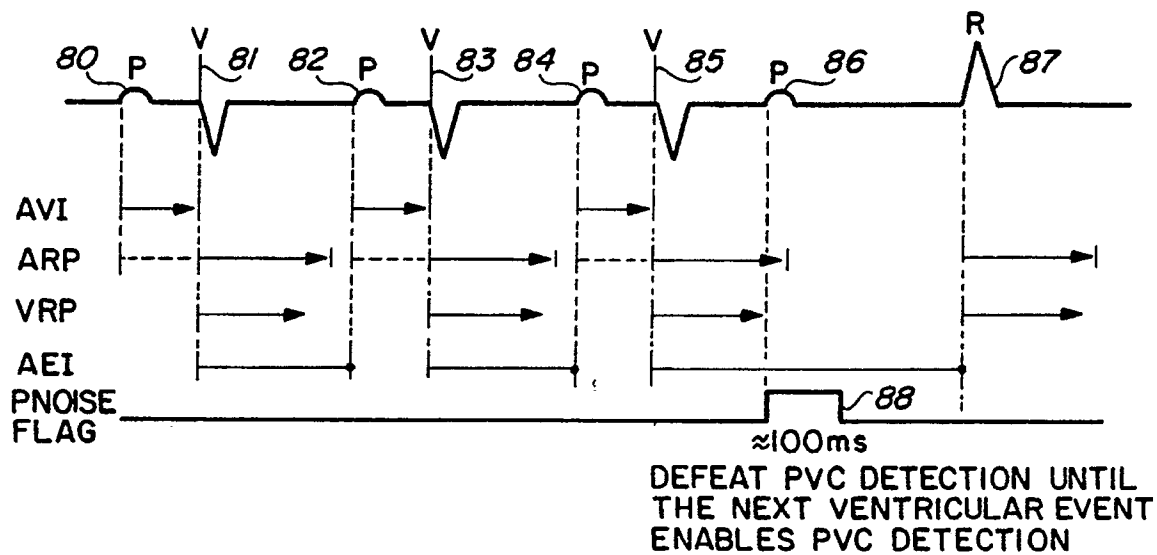 R
V V V
80 P 81 82 P 83 84 P 85 P 86 87
AVI
ARP
VRP
AEI
PNOISE
FLAG
88
≈100ms
DEFEAT PVC DETECTION UNTIL
THE NEXT VENTRICULAR EVENT
ENABLES PVC DETECTION